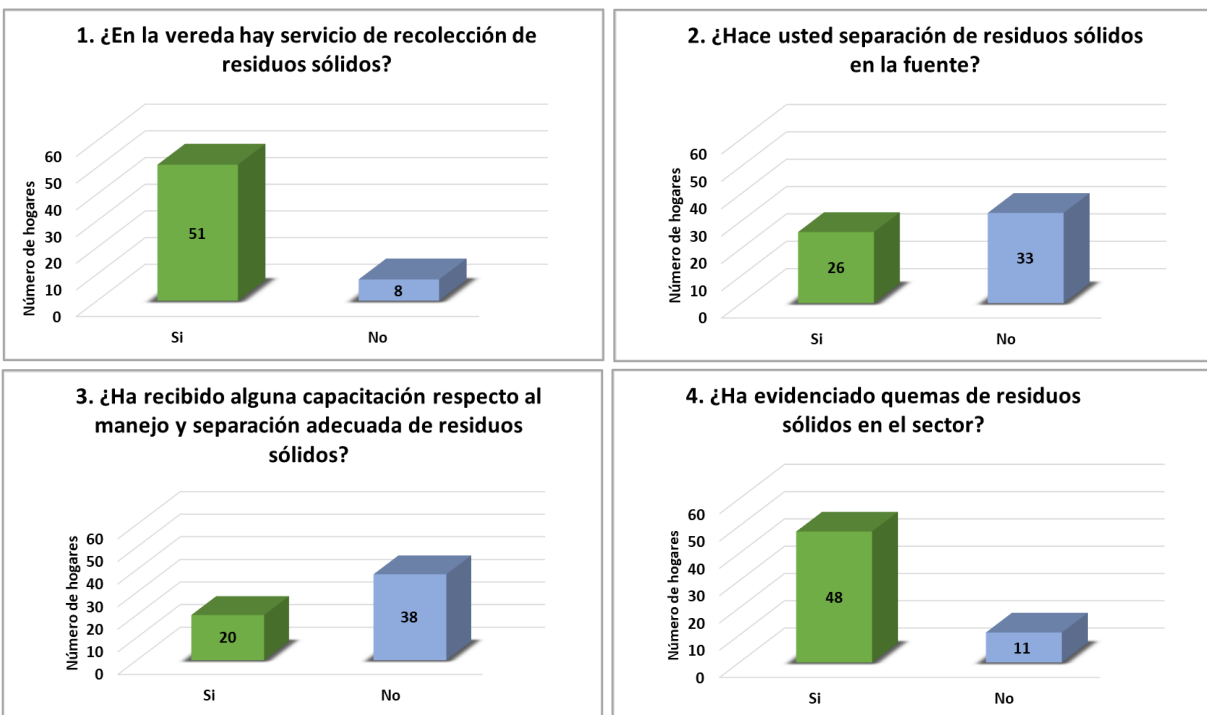 1. ¿En la vereda hay servicio de recolección de
residuos sólidos?
Número de hogares
60
50
40
30
20
10
0
51
8
Si
No
2. ¿Hace usted separación de residuos sólidos
en la fuente?
Número de hogares
60
50
40
30
20
10
0
26
33
Si
No
3. ¿Ha recibido alguna capacitación respecto al
manejo y separación adecuada de residuos
sólidos?
Número de hogares
60
50
40
30
20
10
0
20
38
Si
No
4. ¿Ha evidenciado quemas de residuos
sólidos en el sector?
Número de hogares
60
50
40
30
20
10
0
48
11
Si
No